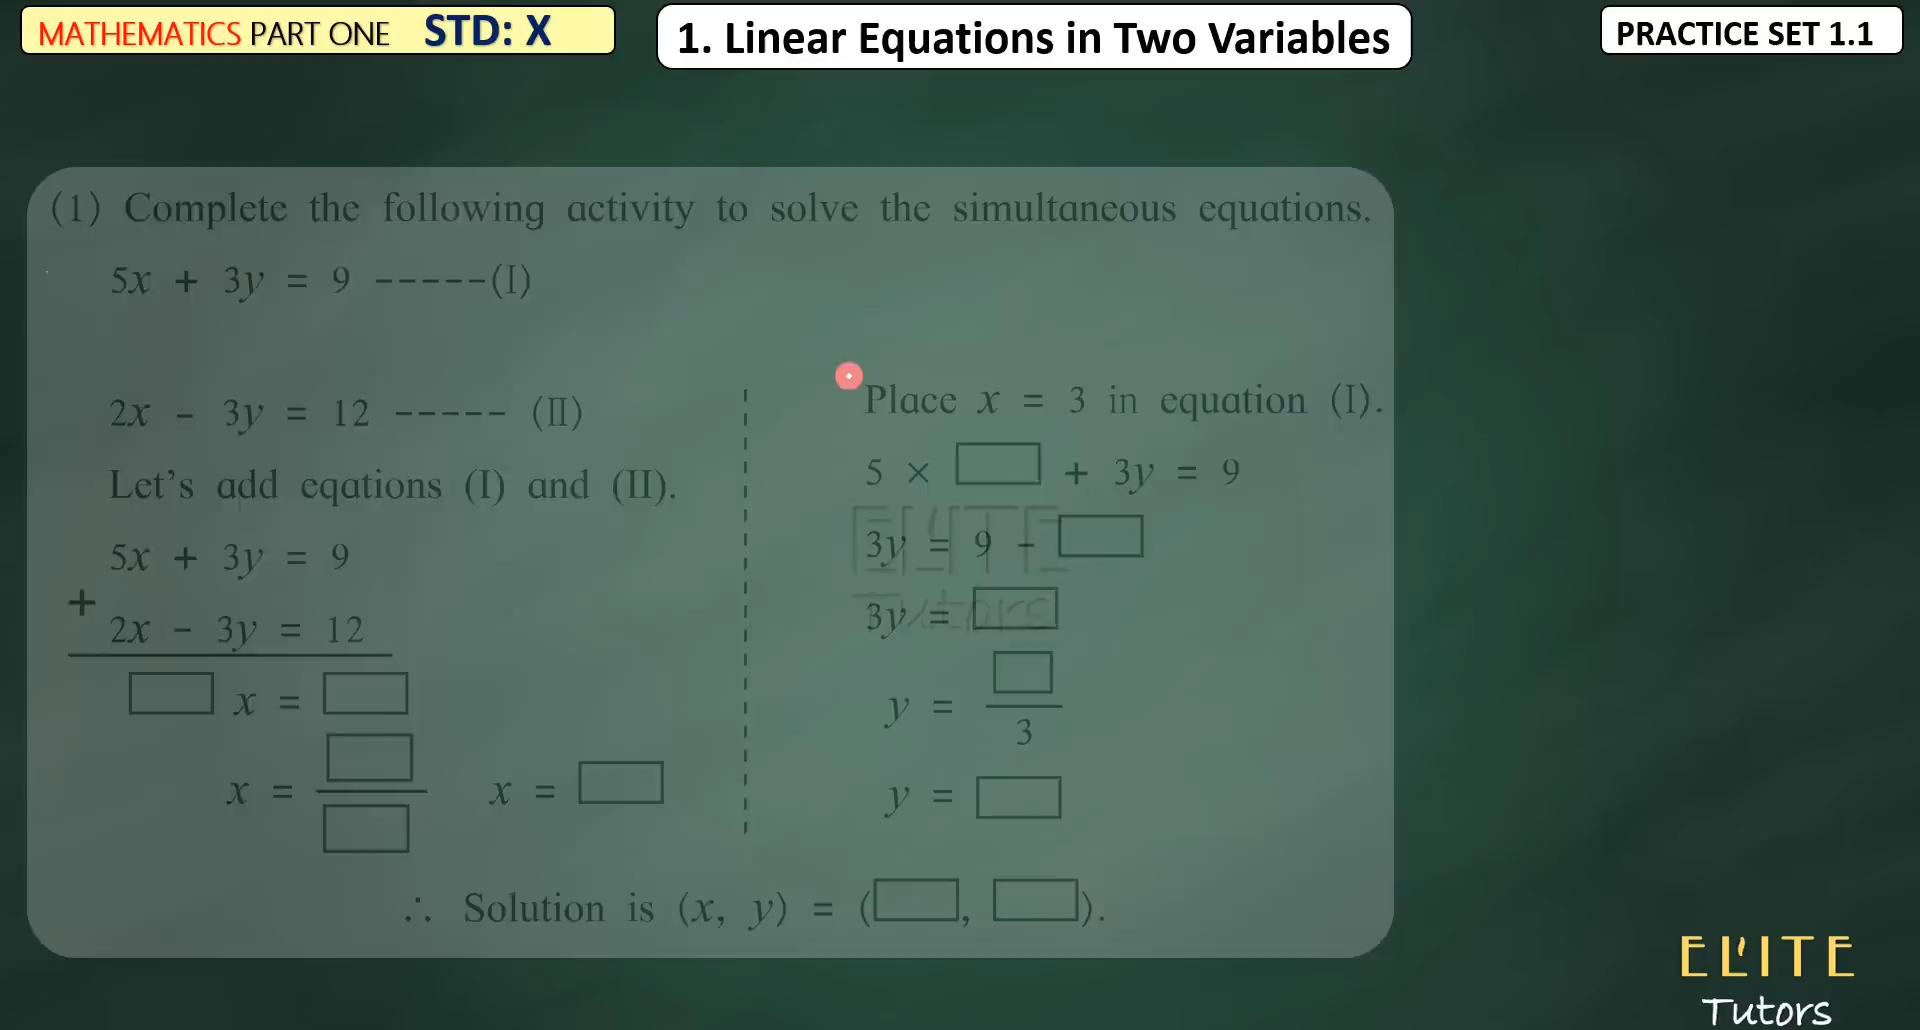 MATHEMATICS PART ONE STD: X
1. Linear Equations in Two Variables
PRACTICE SET 1.1
(1) Complete the following activity to solve the simultaneous equations.
5x + 3y = 9 -----(I)
2x - 3y = 12 ----- (II)
Let's add eqations (I) and (II).
5x + 3y = 9
+
2x - 3y = 12
x =
x =
x =
Place x = 3 in equation (I).
5 × + 3y = 9
3y = 9 -
3y =
y =
3
y =
∴ Solution is (x, y) = ( , ).
ELITE
Tutors
ELITE
Tutors